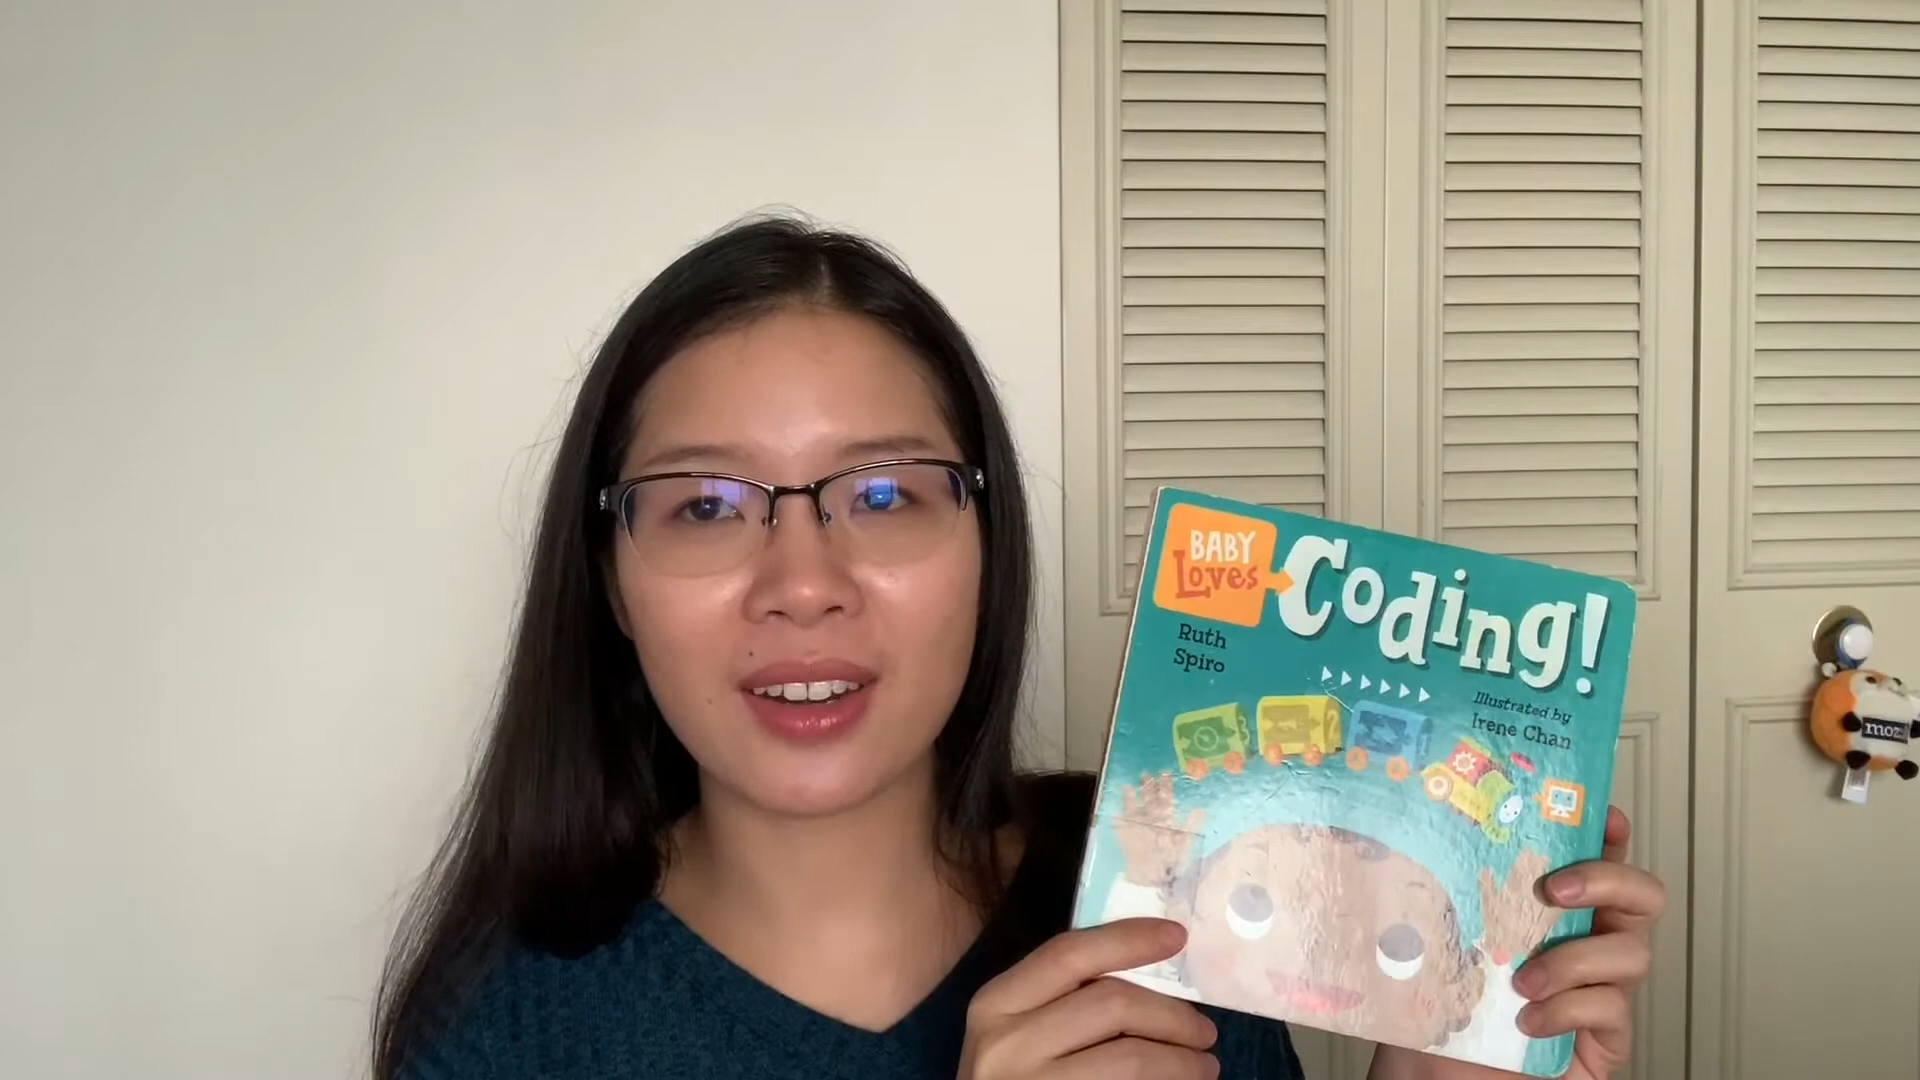 BABY
Loves
Coding!
Ruth
Spiro
Illustrated by
Irene Chan
moz